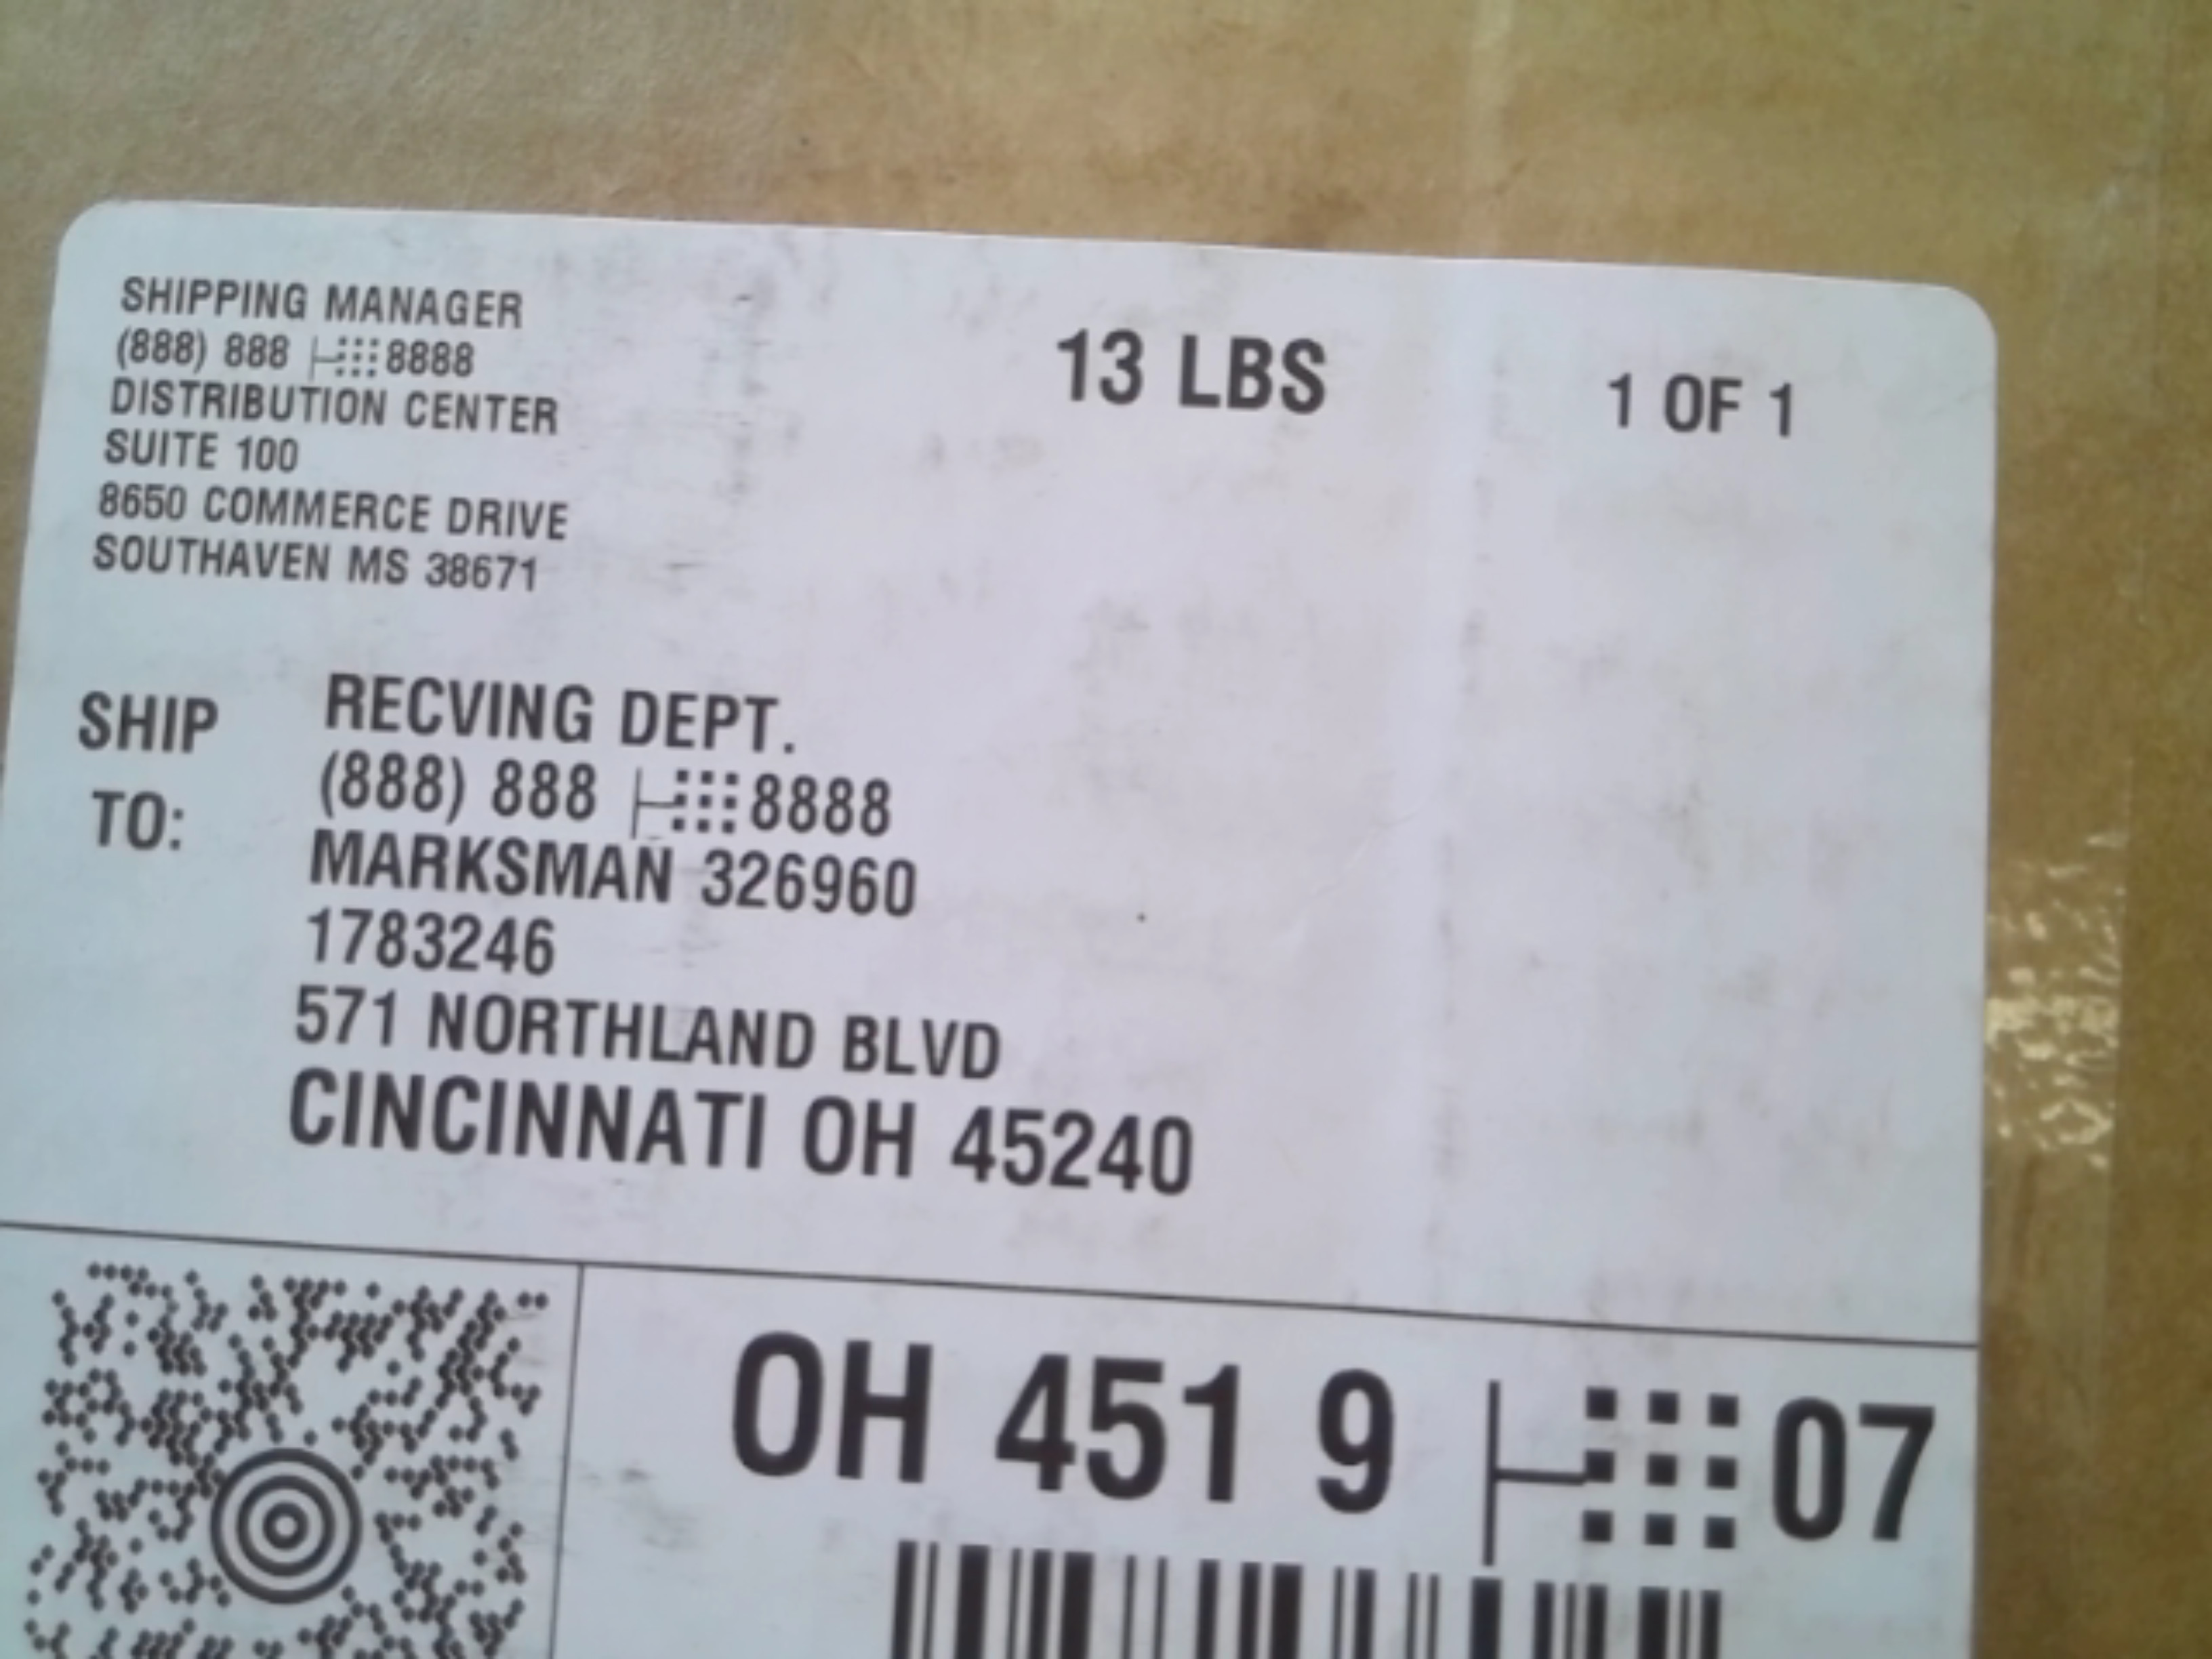 SHIPPING MANAGER
(888) 888 8888
DISTRIBUTION CENTER
SUITE 100
8650 COMMERCE DRIVE
SOUTHAVEN MS 38671
13 LBS
1 OF 1
SHIP TO:
RECVING DEPT.
(888) 888 8888
MARKSMAN 326960
1783246
571 NORTHLAND BLVD
CINCINNATI OH 45240
OH 451 9 07